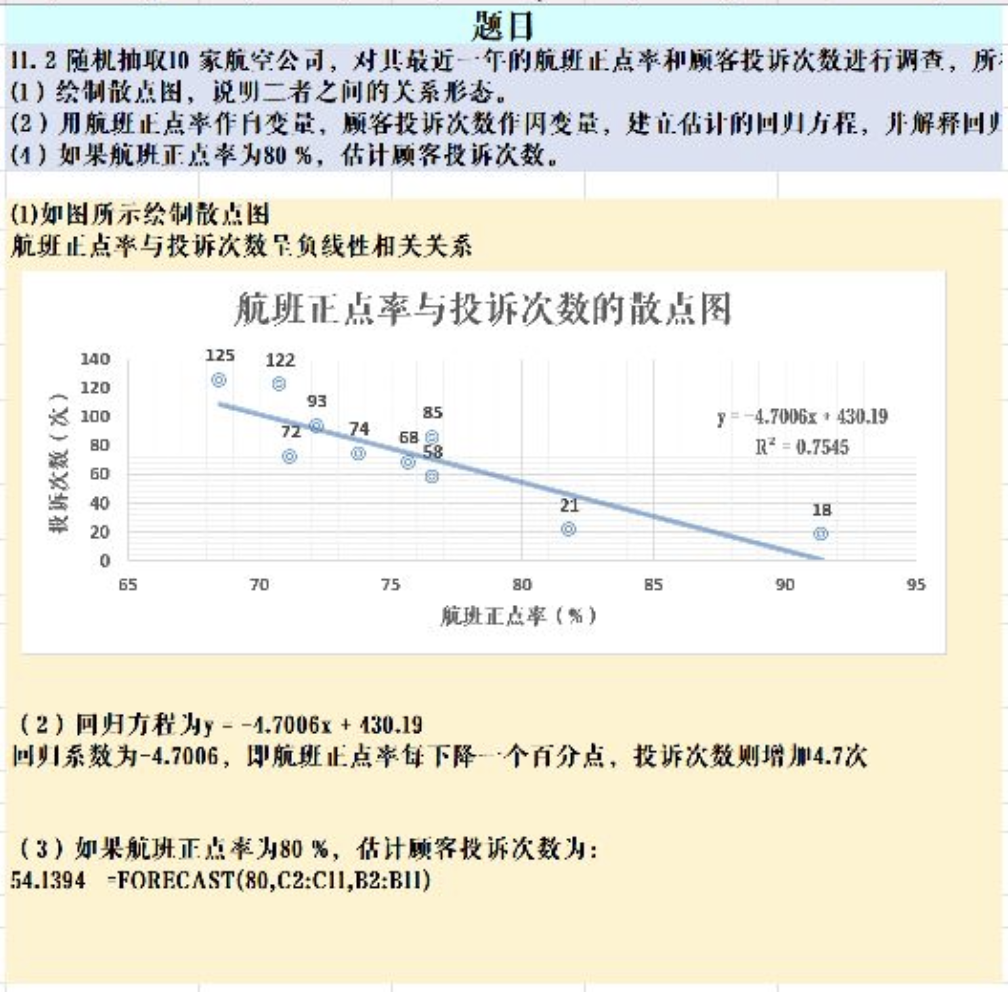 题目
11.2 随机抽取10 家航空公司，对其最近一年的航班正点率和顾客投诉次数进行调查，所
(1) 绘制散点图，说明二者之间的关系形态。
(2) 用航班正点率作自变量，顾客投诉次数作因变量，建立估计的回归方程，并解释回归
(4) 如果航班正点率为80 %，估计顾客投诉次数。
(1)如图所示绘制散点图
航班正点率与投诉次数呈负线性相关关系
航班正点率与投诉次数的散点图
140
120
100
80
60
40
20
0
投诉次数（次）
125
122
93
72
74
68
85
58
21
18
y = -4.7006x + 430.19
R² = 0.7545
65 70 75 80 85 90 95
航班正点率（%）
（2）回归方程为y = -4.7006x + 430.19
回归系数为-4.7006，即航班正点率每下降一个百分点，投诉次数则增加4.7次
（3）如果航班正点率为80 %，估计顾客投诉次数为：
54.1394 =FORECAST(80,C2:C11,B2:B11)